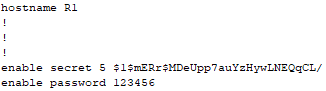 hostname R1
!
!
!
enable secret 5 $1$mERr$MDeUpp7auYzHywLNEQqCL/
enable password 123456